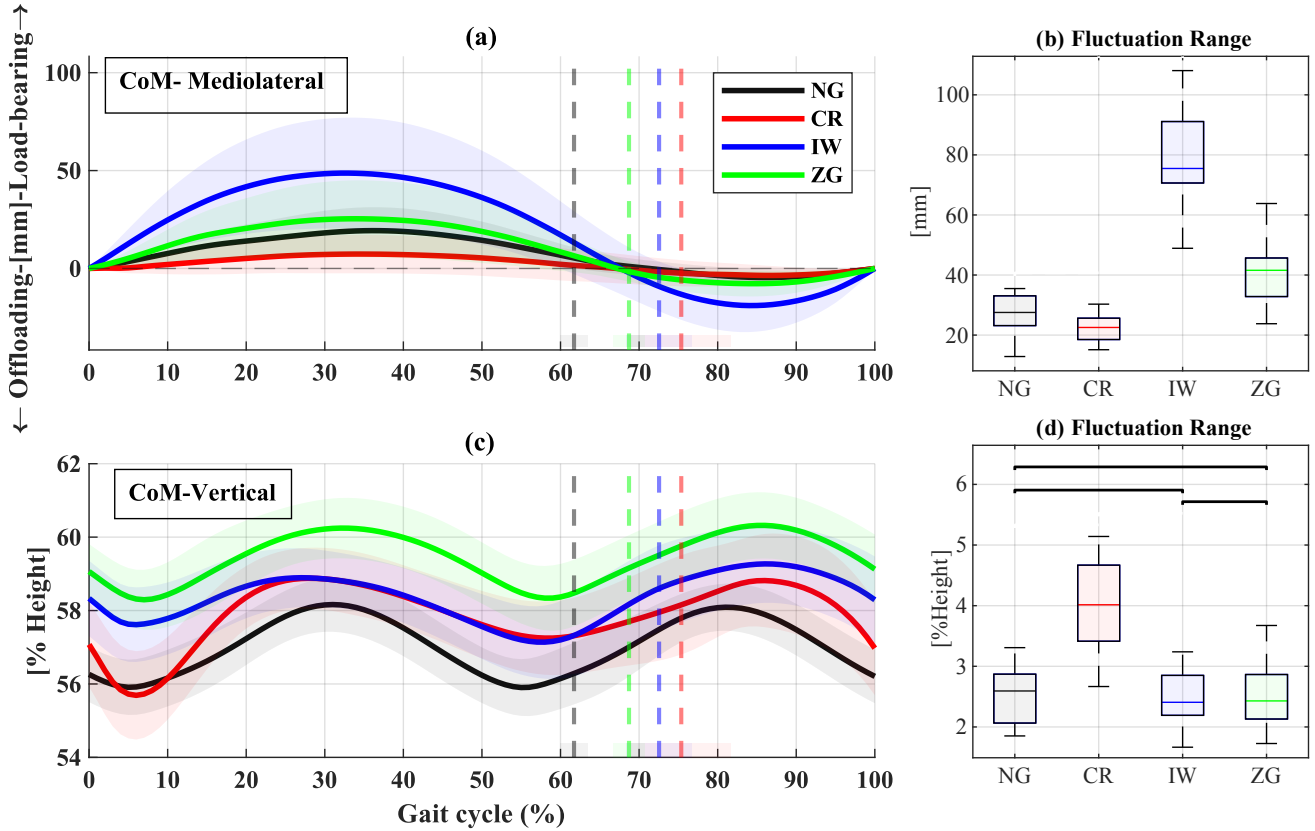 (a)
CoM- Mediolateral
← Offloading-[mm]-Load-bearing→
100
50
0
NG
CR
IW
ZG
0 10 20 30 40 50 60 70 80 90 100
(b) Fluctuation Range
[mm]
100
80
60
40
20
NG CR IW ZG
(c)
CoM-Vertical
[% Height]
62
60
58
56
54
0 10 20 30 40 50 60 70 80 90 100
Gait cycle (%)
(d) Fluctuation Range
[%Height]
6
5
4
3
2
NG CR IW ZG